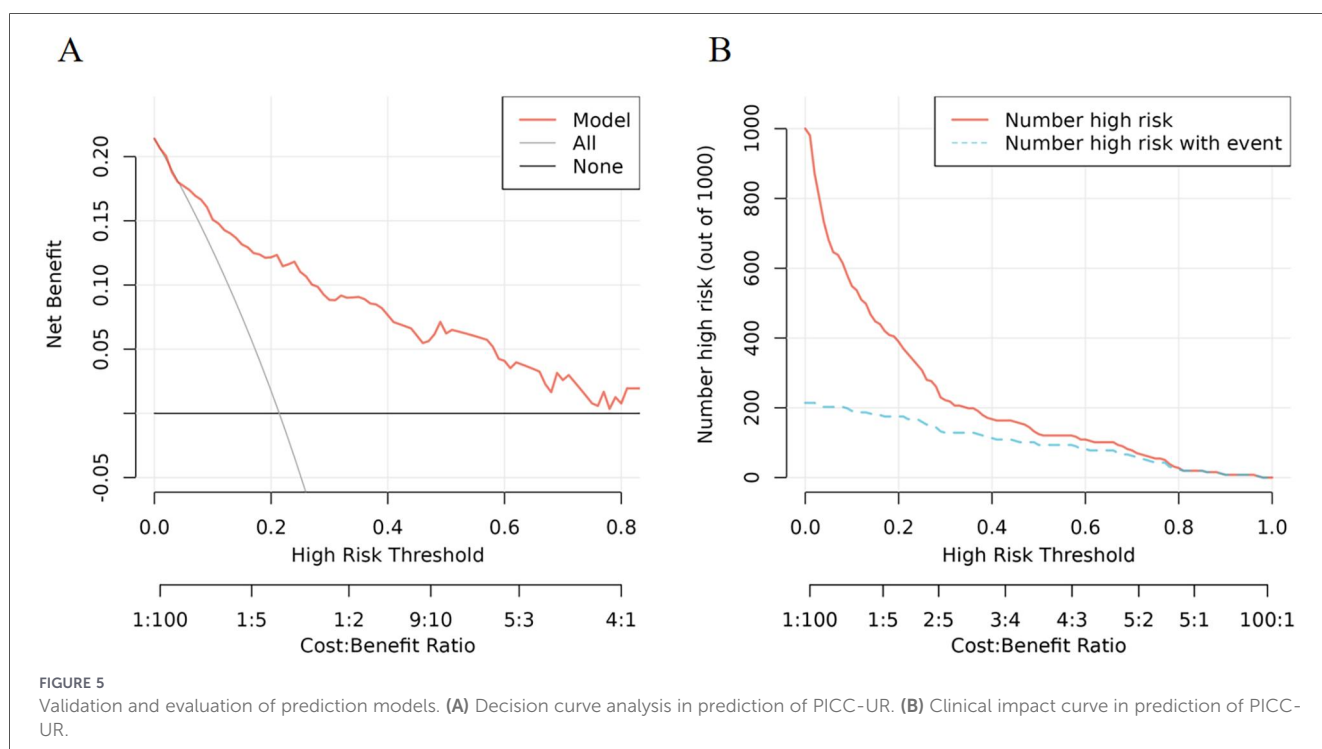 A
B
Model
All
None
Net Benefit
0.20
0.15
0.10
0.05
-0.05
0.0 0.2 0.4 0.6 0.8
High Risk Threshold
1:100 1:5 1:2 9:10 5:3 4:1
Cost:Benefit Ratio
Number high risk
Number high risk with event
Number high risk (out of 1000)
1000
800
600
400
200
0
0.0 0.2 0.4 0.6 0.8 1.0
High Risk Threshold
1:100 1:5 2:5 3:4 4:3 5:2 5:1 100:1
Cost:Benefit Ratio
FIGURE 5
Validation and evaluation of prediction models. (A) Decision curve analysis in prediction of PICC-UR. (B) Clinical impact curve in prediction of PICC-
UR.